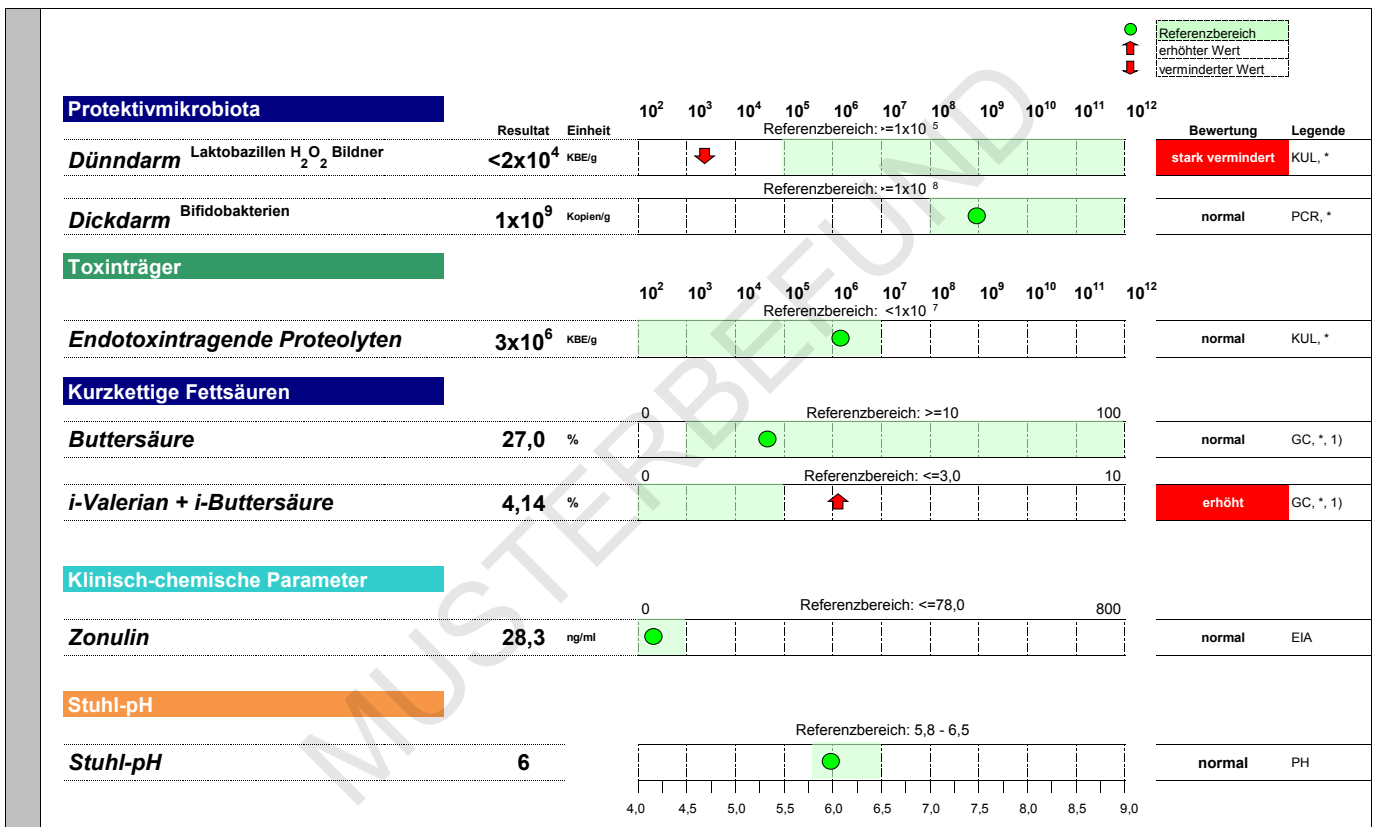 Referenzbereich
erhöhter Wert
verminderter Wert
Protektivmikrobiota 10² 10³ 10⁴ 10⁵ 10⁶ 10⁷ 10⁸ 10⁹ 10¹⁰ 10¹¹ 10¹²
Resultat Einheit Referenzbereich: >=1x10 ⁵ Bewertung Legende
Dünndarm Laktobazillen H₂O₂ Bildner <2x10⁴ KBE/g stark vermindert KUL, *
Referenzbereich: >=1x10 ⁸
Dickdarm Bifidobakterien 1x10⁹ Kopien/g normal PCR, *
Toxinträger
10² 10³ 10⁴ 10⁵ 10⁶ 10⁷ 10⁸ 10⁹ 10¹⁰ 10¹¹ 10¹²
Referenzbereich: <1x10 ⁷
Endotoxintragende Proteolyten 3x10⁶ KBE/g normal KUL, *
Kurzkettige Fettsäuren
0 Referenzbereich: >=10 100
Buttersäure 27,0 % normal GC, *, 1)
0 Referenzbereich: <=3,0 10
i-Valerian + i-Buttersäure 4,14 % erhöht GC, *, 1)
Klinisch-chemische Parameter
0 Referenzbereich: <=78,0 800
Zonulin 28,3 ng/ml normal EIA
Stuhl-pH
Referenzbereich: 5,8 - 6,5
Stuhl-pH 6 normal PH
4,0 4,5 5,0 5,5 6,0 6,5 7,0 7,5 8,0 8,5 9,0
MUSTERBEFUND